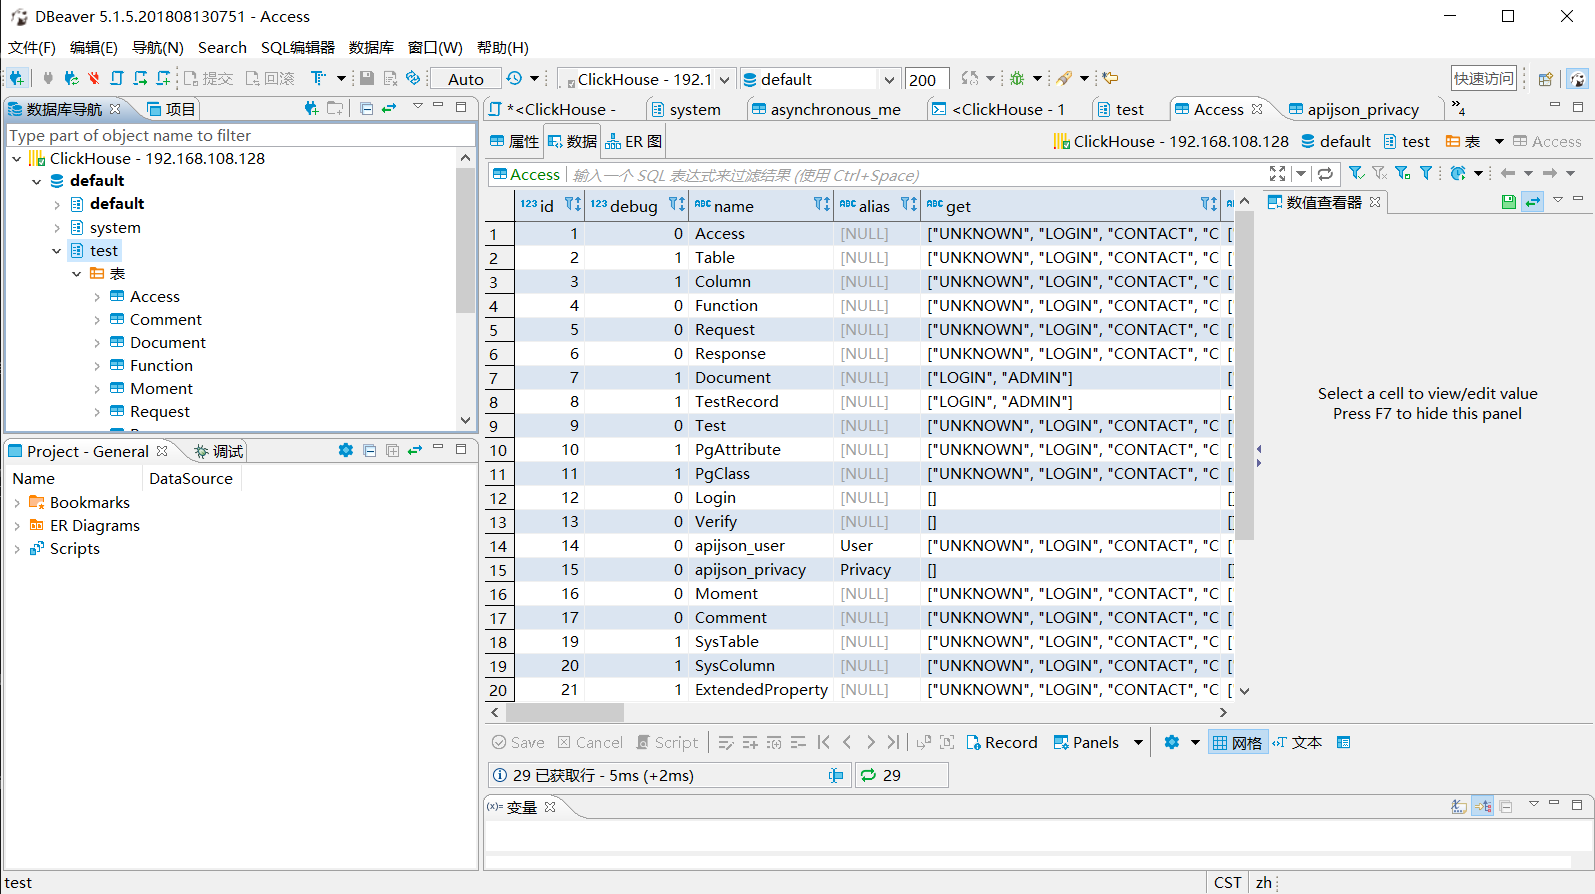 DBeaver 5.1.5.201808130751 - Access
文件(F) 编辑(E) 导航(N) Search SQL编辑器 数据库 窗口(W) 帮助(H)
提交 回滚 T Auto ClickHouse - 192.1 default 200 快速访问
数据库导航 项目
Type part of object name to filter
ClickHouse - 192.168.108.128
default
default
system
test
表
Access
Comment
Document
Function
Moment
Request
Project - General 调试
Name DataSource
Bookmarks
ER Diagrams
Scripts
*<ClickHouse - system asynchronous_me <ClickHouse - 1 test Access apijson_privacy »4
属性 数据 ER 图 ClickHouse - 192.168.108.128 default test 表 Access
Access 输入一个 SQL 表达式来过滤结果 (使用 Ctrl+Space)
123 id 123 debug ABC name ABC alias ABC get
1 1 0 Access [NULL] ["UNKNOWN", "LOGIN", "CONTACT", "C ["
2 2 1 Table [NULL] ["UNKNOWN", "LOGIN", "CONTACT", "C ["
3 3 1 Column [NULL] ["UNKNOWN", "LOGIN", "CONTACT", "C ["
4 4 0 Function [NULL] ["UNKNOWN", "LOGIN", "CONTACT", "C ["
5 5 0 Request [NULL] ["UNKNOWN", "LOGIN", "CONTACT", "C ["
6 6 0 Response [NULL] ["UNKNOWN", "LOGIN", "CONTACT", "C ["
7 7 1 Document [NULL] ["LOGIN", "ADMIN"] ["
8 8 1 TestRecord [NULL] ["LOGIN", "ADMIN"] ["
9 9 0 Test [NULL] ["UNKNOWN", "LOGIN", "CONTACT", "C ["
10 10 1 PgAttribute [NULL] ["UNKNOWN", "LOGIN", "CONTACT", "C ["
11 11 1 PgClass [NULL] ["UNKNOWN", "LOGIN", "CONTACT", "C ["
12 12 0 Login [NULL] [] []
13 13 0 Verify [NULL] [] []
14 14 0 apijson_user User ["UNKNOWN", "LOGIN", "CONTACT", "C ["
15 15 0 apijson_privacy Privacy [] []
16 16 0 Moment [NULL] ["UNKNOWN", "LOGIN", "CONTACT", "C ["
17 17 0 Comment [NULL] ["UNKNOWN", "LOGIN", "CONTACT", "C ["
18 19 1 SysTable [NULL] ["UNKNOWN", "LOGIN", "CONTACT", "C ["
19 20 1 SysColumn [NULL] ["UNKNOWN", "LOGIN", "CONTACT", "C ["
20 21 1 ExtendedProperty [NULL] ["UNKNOWN", "LOGIN", "CONTACT", "C [
数值查看器
Select a cell to view/edit value
Press F7 to hide this panel
Save Cancel Script Record Panels 网格 T 文本
29 已获取行 - 5ms (+2ms) 29
(x)= 变量
test CST zh